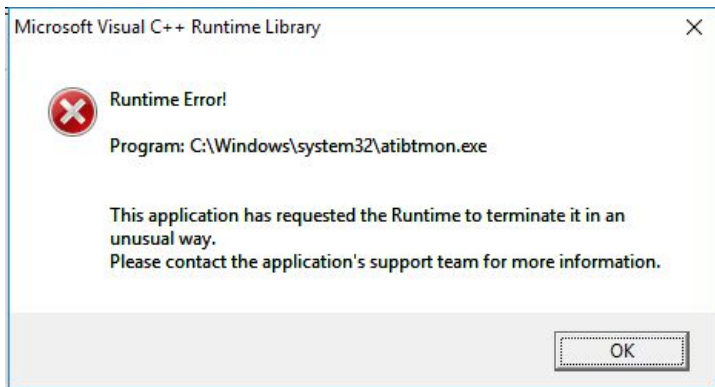 Microsoft Visual C++ Runtime Library
Runtime Error!
Program: C:\Windows\system32\atibtmon.exe
This application has requested the Runtime to terminate it in an
unusual way.
Please contact the application's support team for more information.
OK